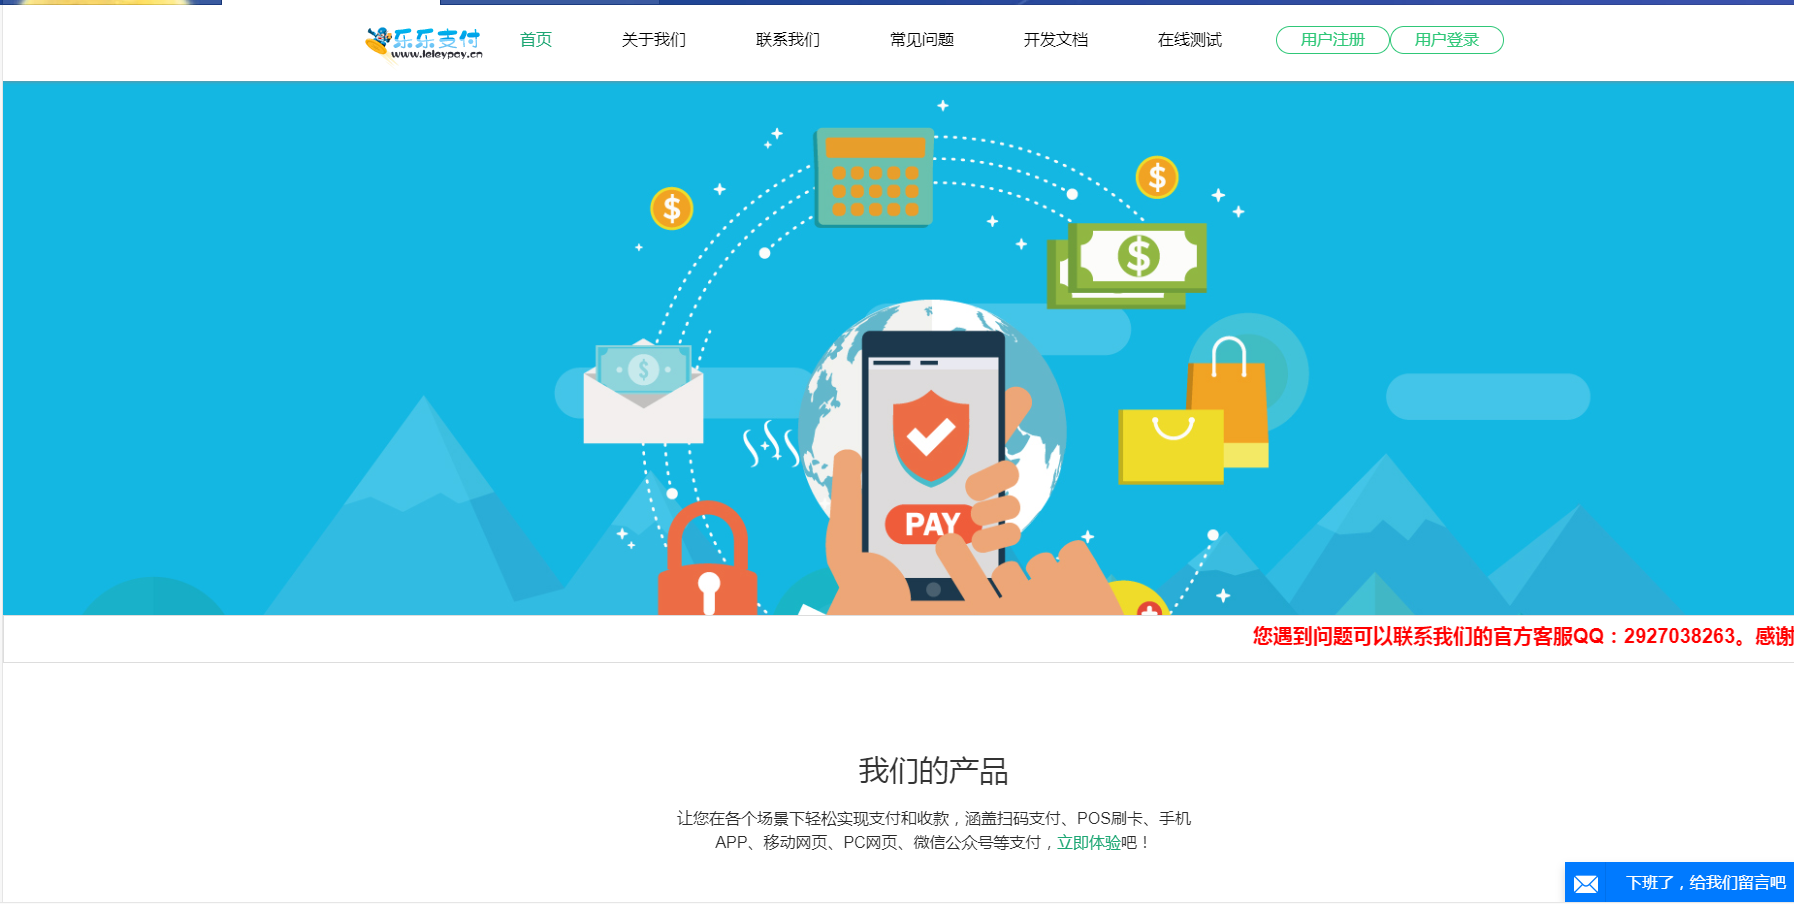 乐乐支付
www.leleypay.cn
首页
关于我们
联系我们
常见问题
开发文档
在线测试
用户注册
用户登录
$
$
$
$
PAY
您遇到问题可以联系我们的官方客服QQ：2927038263。感谢
我们的产品
让您在各个场景下轻松实现支付和收款，涵盖扫码支付、POS刷卡、手机
APP、移动网页、PC网页、微信公众号等支付，立即体验吧！
下班了，给我们留言吧